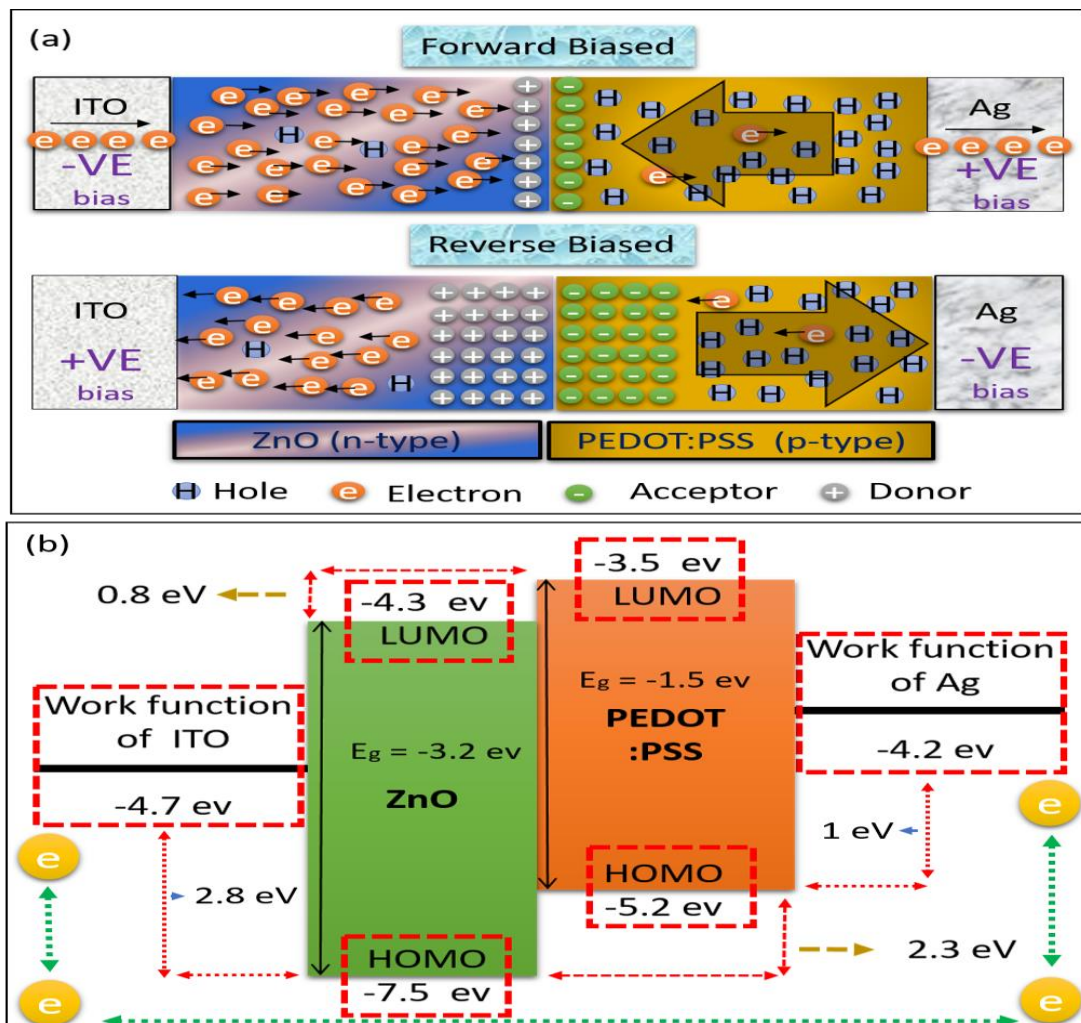 (a)
Forward Biased
ITO
e e e e
-VE
bias
Ag
e e e e
+VE
bias
Reverse Biased
ITO
+VE
bias
Ag
-VE
bias
ZnO (n-type)
PEDOT:PSS (p-type)
H Hole
e Electron
- Acceptor
+ Donor
(b)
-3.5 ev
LUMO
0.8 eV
-4.3 ev
LUMO
Work function
of Ag
-4.2 ev
Eg = -1.5 ev
PEDOT
:PSS
Work function
of ITO
-4.7 ev
Eg = -3.2 ev
ZnO
1 eV
e
e
HOMO
-5.2 ev
2.8 eV
2.3 eV
HOMO
-7.5 ev
e
e